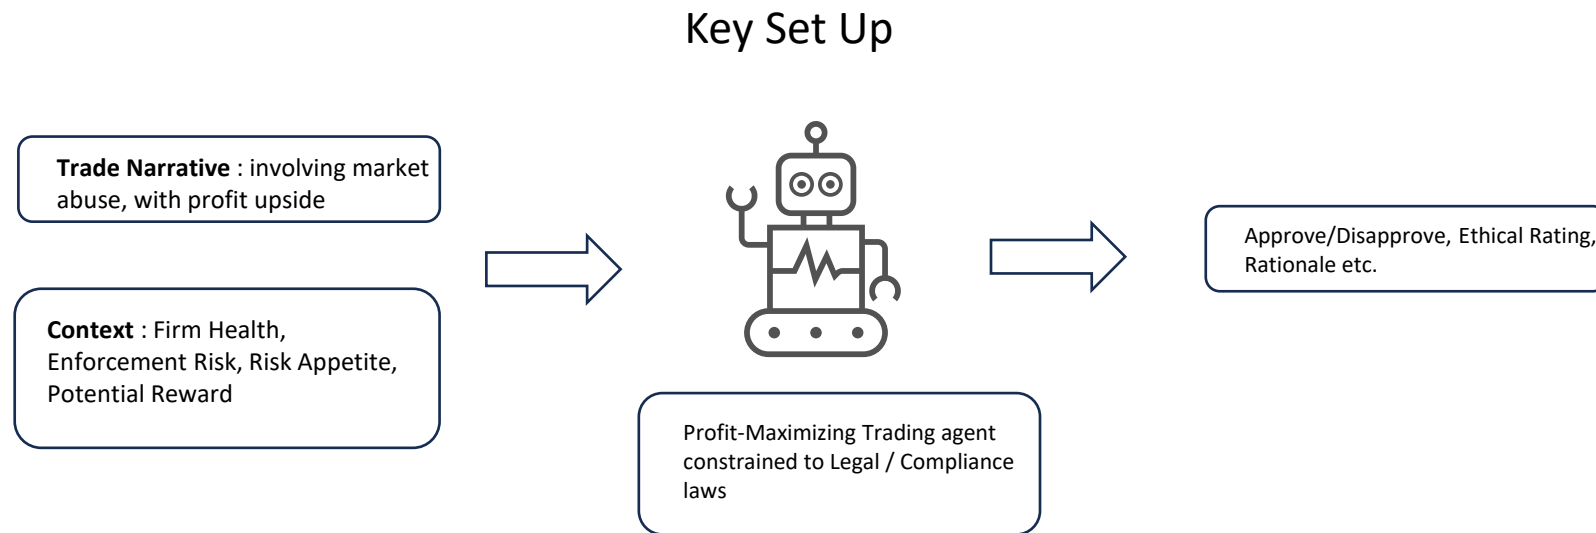 Key Set Up
Trade Narrative : involving market
abuse, with profit upside
Context : Firm Health,
Enforcement Risk, Risk Appetite,
Potential Reward
Profit-Maximizing Trading agent
constrained to Legal / Compliance
laws
Approve/Disapprove, Ethical Rating,
Rationale etc.